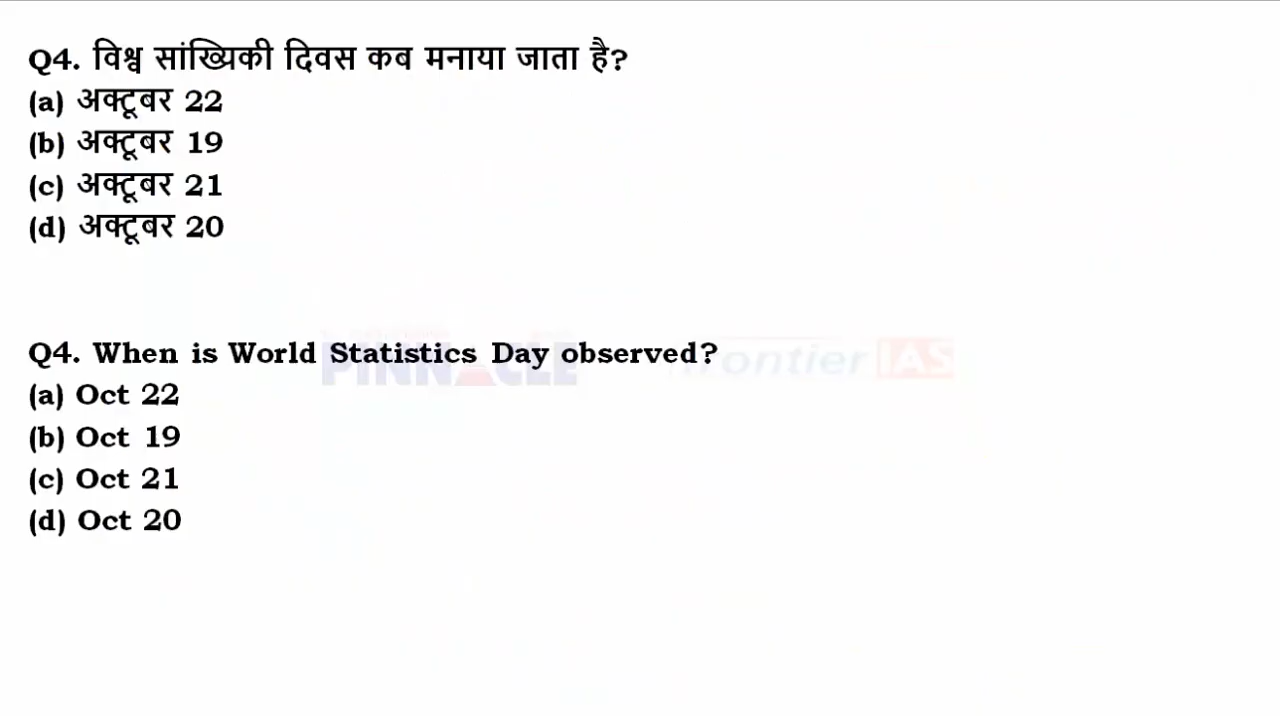 Q4. विश्व सांख्यिकी दिवस कब मनाया जाता है?
(a) अक्टूबर 22
(b) अक्टूबर 19
(c) अक्टूबर 21
(d) अक्टूबर 20
Q4. When is World Statistics Day observed?
PINNACLE frontier IAS
(a) Oct 22
(b) Oct 19
(c) Oct 21
(d) Oct 20